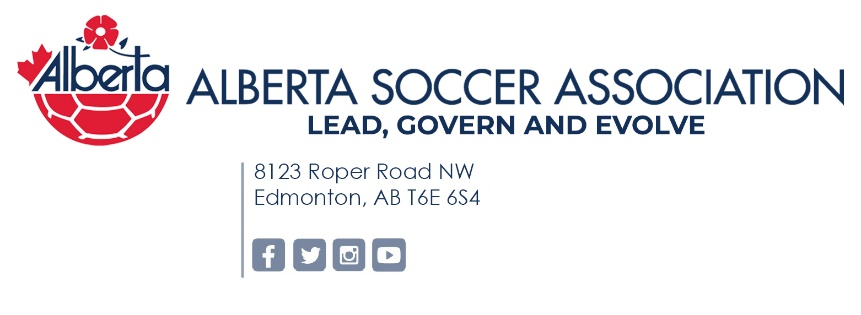 Alberta
ALBERTA SOCCER ASSOCIATION
LEAD, GOVERN AND EVOLVE
8123 Roper Road NW
Edmonton, AB T6E 6S4